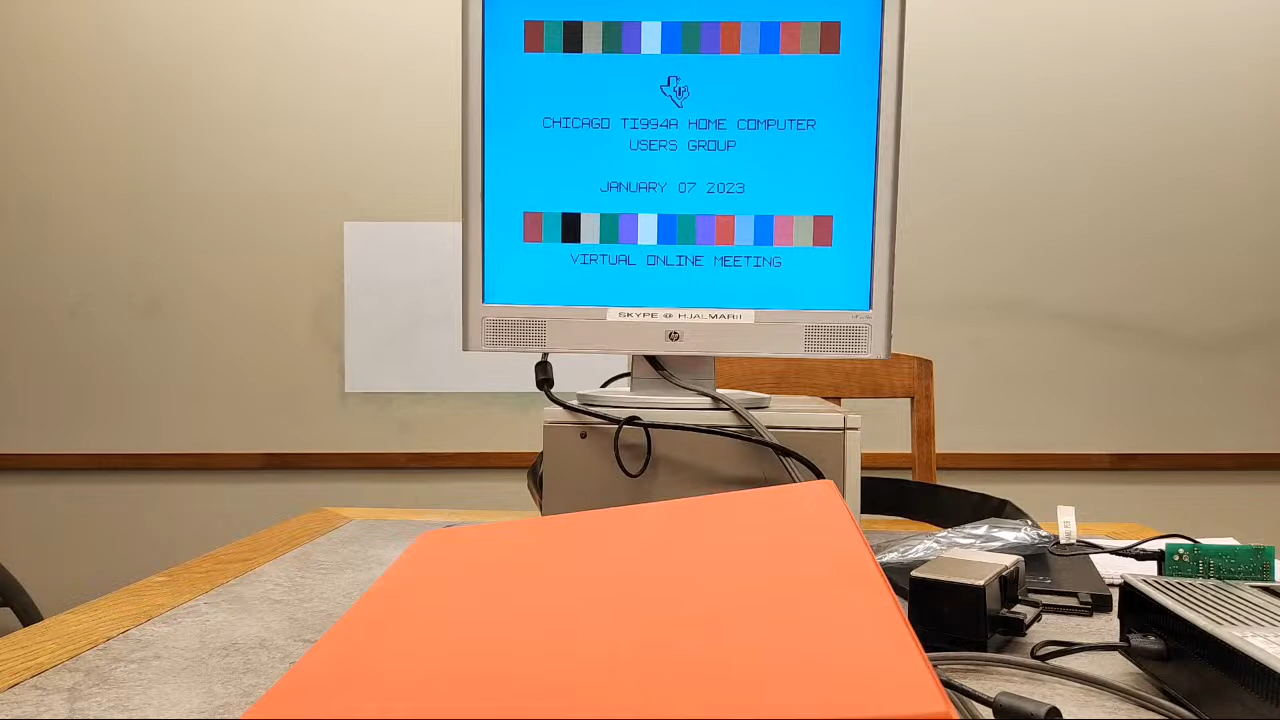 CHICAGO TI994A HOME COMPUTER
USERS GROUP
JANUARY 07 2023
VIRTUAL ONLINE MEETING
SKYPE @ HJALMARII
hp